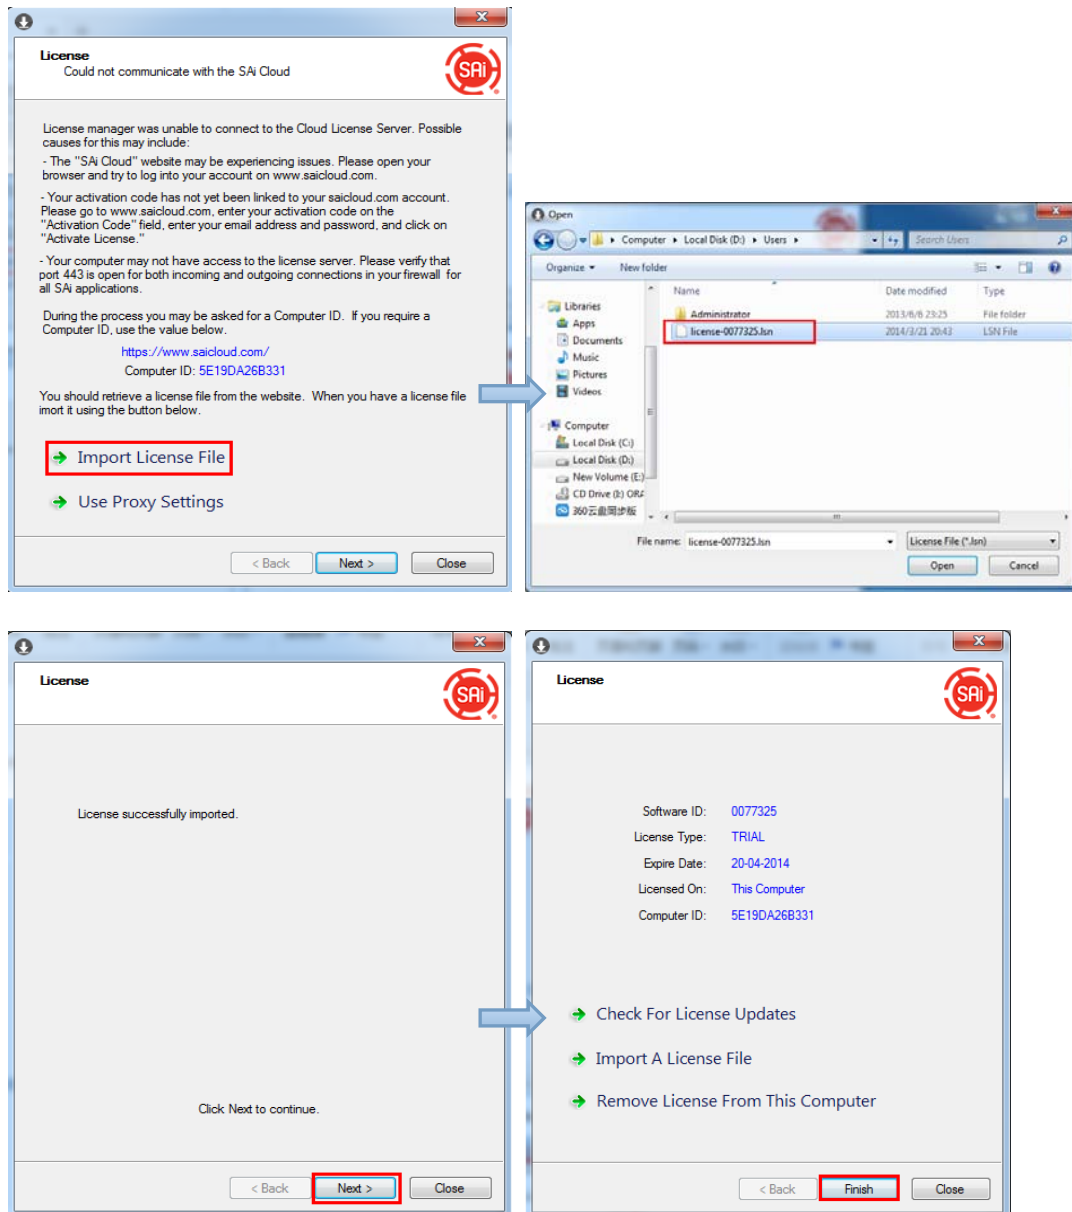 License
Could not communicate with the SAi Cloud
SAi
License manager was unable to connect to the Cloud License Server. Possible
causes for this may include:
- The "SAi Cloud" website may be experiencing issues. Please open your
browser and try to log into your account on www.saicloud.com.
- Your activation code has not yet been linked to your saicloud.com account.
Please go to www.saicloud.com, enter your activation code on the
"Activation Code" field, enter your email address and password, and click on
"Activate License."
- Your computer may not have access to the license server. Please verify that
port 443 is open for both incoming and outgoing connections in your firewall for
all SAi applications.
During the process you may be asked for a Computer ID. If you require a
Computer ID, use the value below.
https://www.saicloud.com/
Computer ID: 5E19DA26B331
You should retrieve a license file from the website. When you have a license file
imort it using the button below.
Import License File
Use Proxy Settings
< Back Next > Close
Open
Computer Local Disk (D:) Users Search Users
Organize New folder
Name Date modified Type
Libraries
Apps
Documents
Music
Pictures
Videos
Computer
Local Disk (C:)
Local Disk (D:)
New Volume (E:)
CD Drive (I:) ORA
360云盘同步版
Administrator 2013/6/6 23:25 File folder
license-0077325.lsn 2014/3/21 20:43 LSN File
File name: license-0077325.lsn License File (*.lsn)
Open Cancel
License
SAi
License successfully imported.
Click Next to continue.
< Back Next > Close
License
SAi
Software ID: 0077325
License Type: TRIAL
Expire Date: 20-04-2014
Licensed On: This Computer
Computer ID: 5E19DA26B331
Check For License Updates
Import A License File
Remove License From This Computer
< Back Finish Close